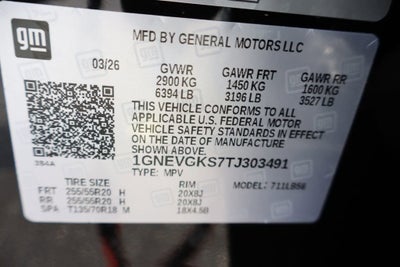 gm
MFD BY GENERAL MOTORS LLC
03/26 GVWR GAWR FRT GAWR RR
2900 KG 1450 KG 1600 KG
6394 LB 3196 LB 3527 LB
THIS VEHICLE CONFORMS TO ALL
APPLICABLE U.S. FEDERAL MOTOR
VEHICLE SAFETY STANDARDS IN EFFECT
ON THE DATE OF MANUFACTURE SHOWN ABOVE.
1GNEVGKS7TJ303491
TYPE: MPV MODEL: 711LB56
3B4A
TIRE SIZE RIM
FRT 255/55R20 H 20X8J
RR 255/55R20 H 20X8J
SPA T135/70R18 M 18X4.5B